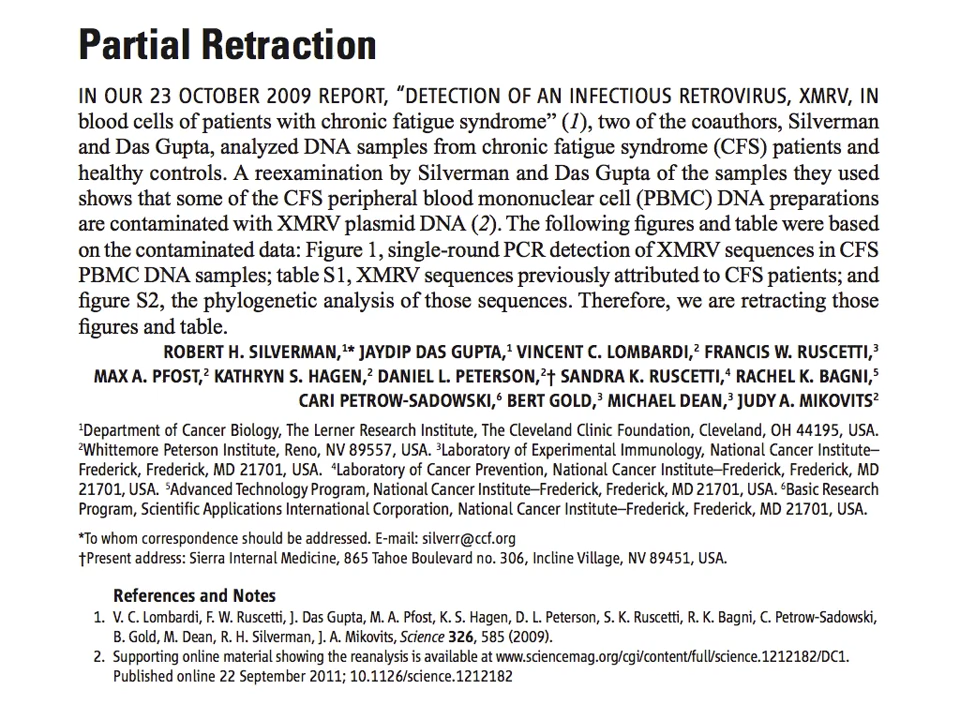 Partial Retraction
IN OUR 23 OCTOBER 2009 REPORT, “DETECTION OF AN INFECTIOUS RETROVIRUS, XMRV, IN
blood cells of patients with chronic fatigue syndrome” (1), two of the coauthors, Silverman
and Das Gupta, analyzed DNA samples from chronic fatigue syndrome (CFS) patients and
healthy controls. A reexamination by Silverman and Das Gupta of the samples they used
shows that some of the CFS peripheral blood mononuclear cell (PBMC) DNA preparations
are contaminated with XMRV plasmid DNA (2). The following figures and table were based
on the contaminated data: Figure 1, single-round PCR detection of XMRV sequences in CFS
PBMC DNA samples; table S1, XMRV sequences previously attributed to CFS patients; and
figure S2, the phylogenetic analysis of those sequences. Therefore, we are retracting those
figures and table.
ROBERT H. SILVERMAN,¹* JAYDIP DAS GUPTA,¹ VINCENT C. LOMBARDI,² FRANCIS W. RUSCETTI,³
MAX A. PFOST,² KATHRYN S. HAGEN,² DANIEL L. PETERSON,²† SANDRA K. RUSCETTI,⁴ RACHEL K. BAGNI,⁵
CARI PETROW-SADOWSKI,⁶ BERT GOLD,³ MICHAEL DEAN,³ JUDY A. MIKOVITS²
¹Department of Cancer Biology, The Lerner Research Institute, The Cleveland Clinic Foundation, Cleveland, OH 44195, USA.
²Whittemore Peterson Institute, Reno, NV 89557, USA. ³Laboratory of Experimental Immunology, National Cancer Institute–
Frederick, Frederick, MD 21701, USA. ⁴Laboratory of Cancer Prevention, National Cancer Institute–Frederick, Frederick, MD
21701, USA. ⁵Advanced Technology Program, National Cancer Institute–Frederick, Frederick, MD 21701, USA. ⁶Basic Research
Program, Scientific Applications International Corporation, National Cancer Institute–Frederick, Frederick, MD 21701, USA.
*To whom correspondence should be addressed. E-mail: silverr@ccf.org
†Present address: Sierra Internal Medicine, 865 Tahoe Boulevard no. 306, Incline Village, NV 89451, USA.
References and Notes
1. V. C. Lombardi, F. W. Ruscetti, J. Das Gupta, M. A. Pfost, K. S. Hagen, D. L. Peterson, S. K. Ruscetti, R. K. Bagni, C. Petrow-Sadowski,
B. Gold, M. Dean, R. H. Silverman, J. A. Mikovits, Science 326, 585 (2009).
2. Supporting online material showing the reanalysis is available at www.sciencemag.org/cgi/content/full/science.1212182/DC1.
Published online 22 September 2011; 10.1126/science.1212182